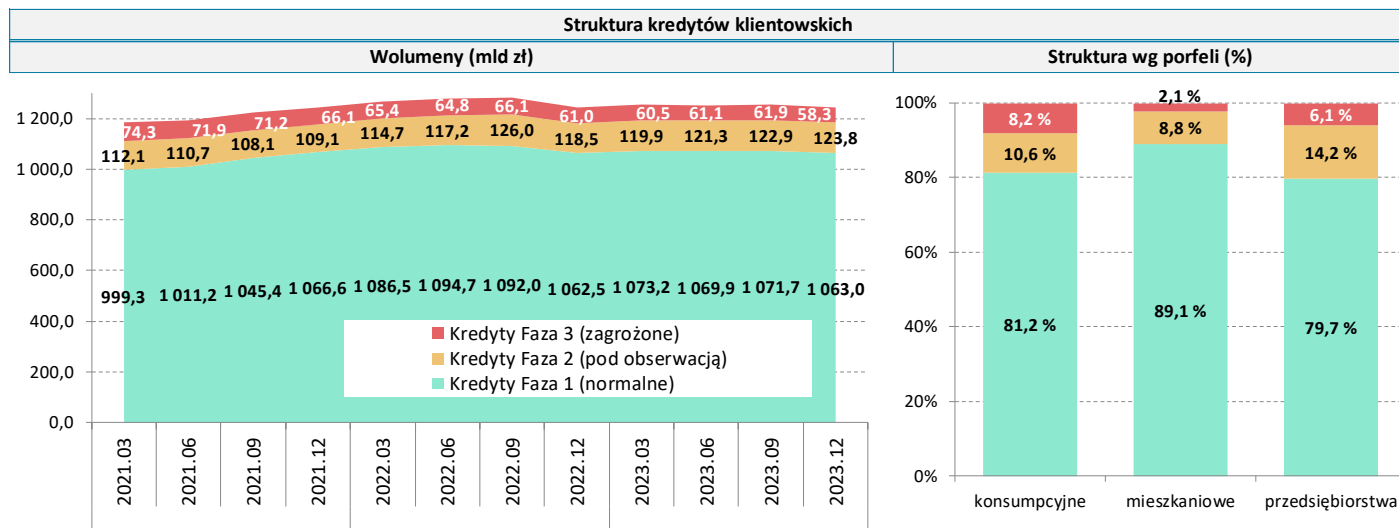 Struktura kredytów klientowskich
Wolumeny (mld zł)
Struktura wg porfeli (%)
1 200,0
1 000,0
800,0
600,0
400,0
200,0
0,0
74,3 71,9 71,2 66,1 65,4 64,8 66,1 61,0 60,5 61,1 61,9 58,3
112,1 110,7 108,1 109,1 114,7 117,2 126,0 118,5 119,9 121,3 122,9 123,8
999,3 1 011,2 1 045,4 1 066,6 1 086,5 1 094,7 1 092,0 1 062,5 1 073,2 1 069,9 1 071,7 1 063,0
Kredyty Faza 3 (zagrożone)
Kredyty Faza 2 (pod obserwacją)
Kredyty Faza 1 (normalne)
2021.03 2021.06 2021.09 2021.12 2022.03 2022.06 2022.09 2022.12 2023.03 2023.06 2023.09 2023.12
100%
80%
60%
40%
20%
0%
8,2 % 2,1 % 6,1 %
10,6 % 8,8 % 14,2 %
81,2 % 89,1 % 79,7 %
konsumpcyjne mieszkaniowe przedsiębiorstwa